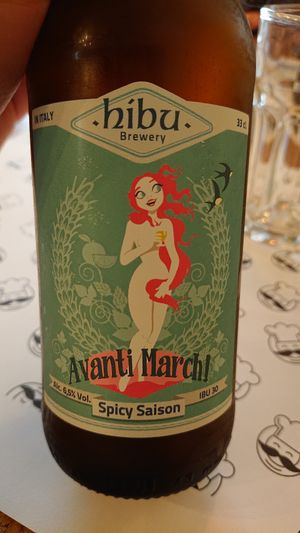 IN ITALY
33 cl
·hibu·
Brewery
Avanti March!
Alc. 6,5% Vol.
IBU 30
Spicy Saison